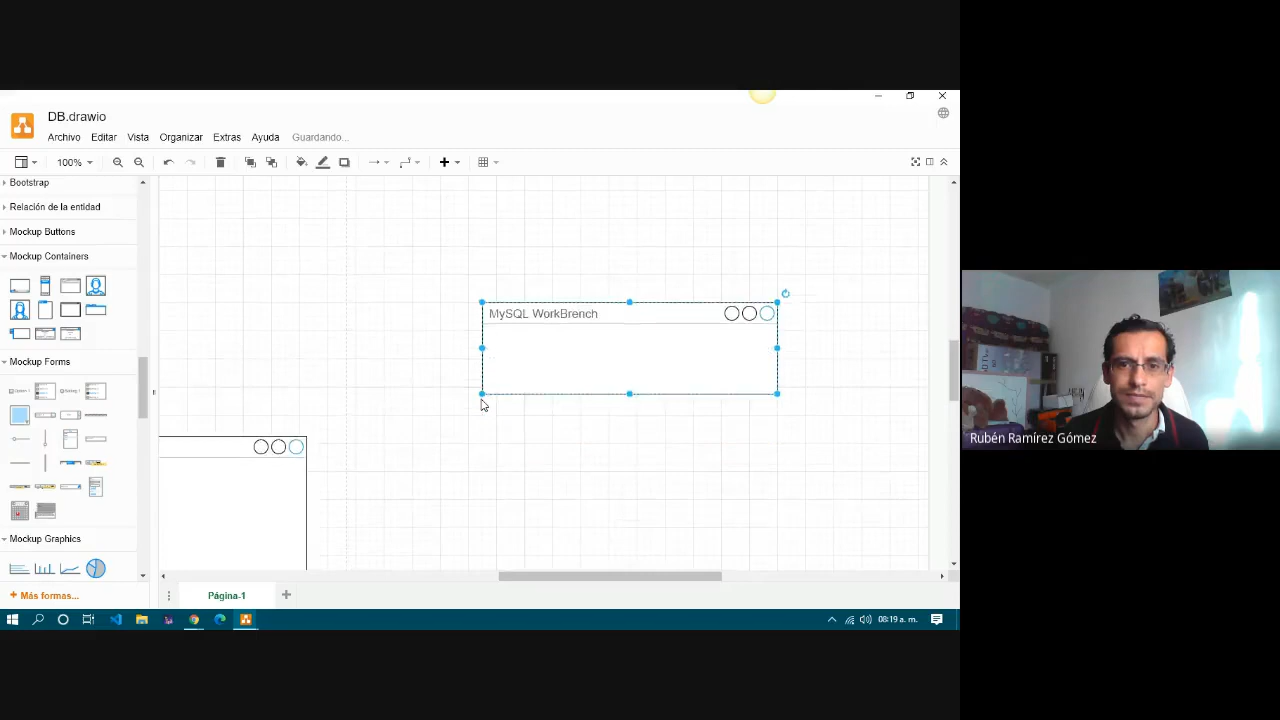 DB.drawio
Archivo Editar Vista Organizar Extras Ayuda Guardando...
100%
Bootstrap
Relación de la entidad
Mockup Buttons
Mockup Containers
Mockup Forms
Mockup Graphics
+ Más formas...
MySQL WorkBrench
Página-1
08:19 a. m.
Rubén Ramírez Gómez